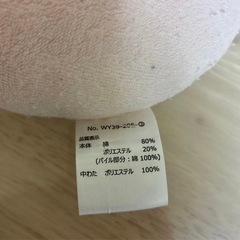 No. WY39-205-②
品質表示
本体 綿 80%
ポリエステル 20%
(パイル部分:綿 100%)
中わた ポリエステル 100%